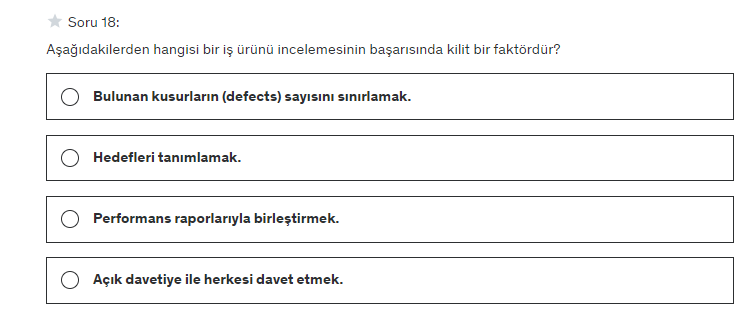 Soru 18:
Aşağıdakilerden hangisi bir iş ürünü incelemesinin başarısında kilit bir faktördür?
Bulunan kusurların (defects) sayısını sınırlamak.
Hedefleri tanımlamak.
Performans raporlarıyla birleştirmek.
Açık davetiye ile herkesi davet etmek.